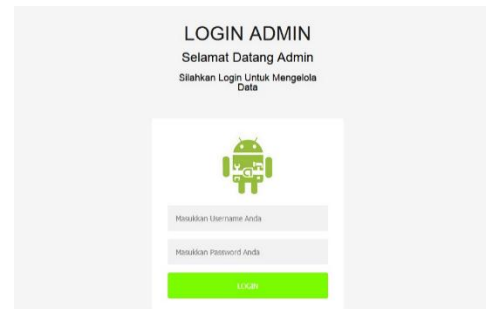 LOGIN ADMIN
Selamat Datang Admin
Silahkan Login Untuk Mengelola
Data
Masukkan Username Anda
Masukkan Password Anda
LOGIN